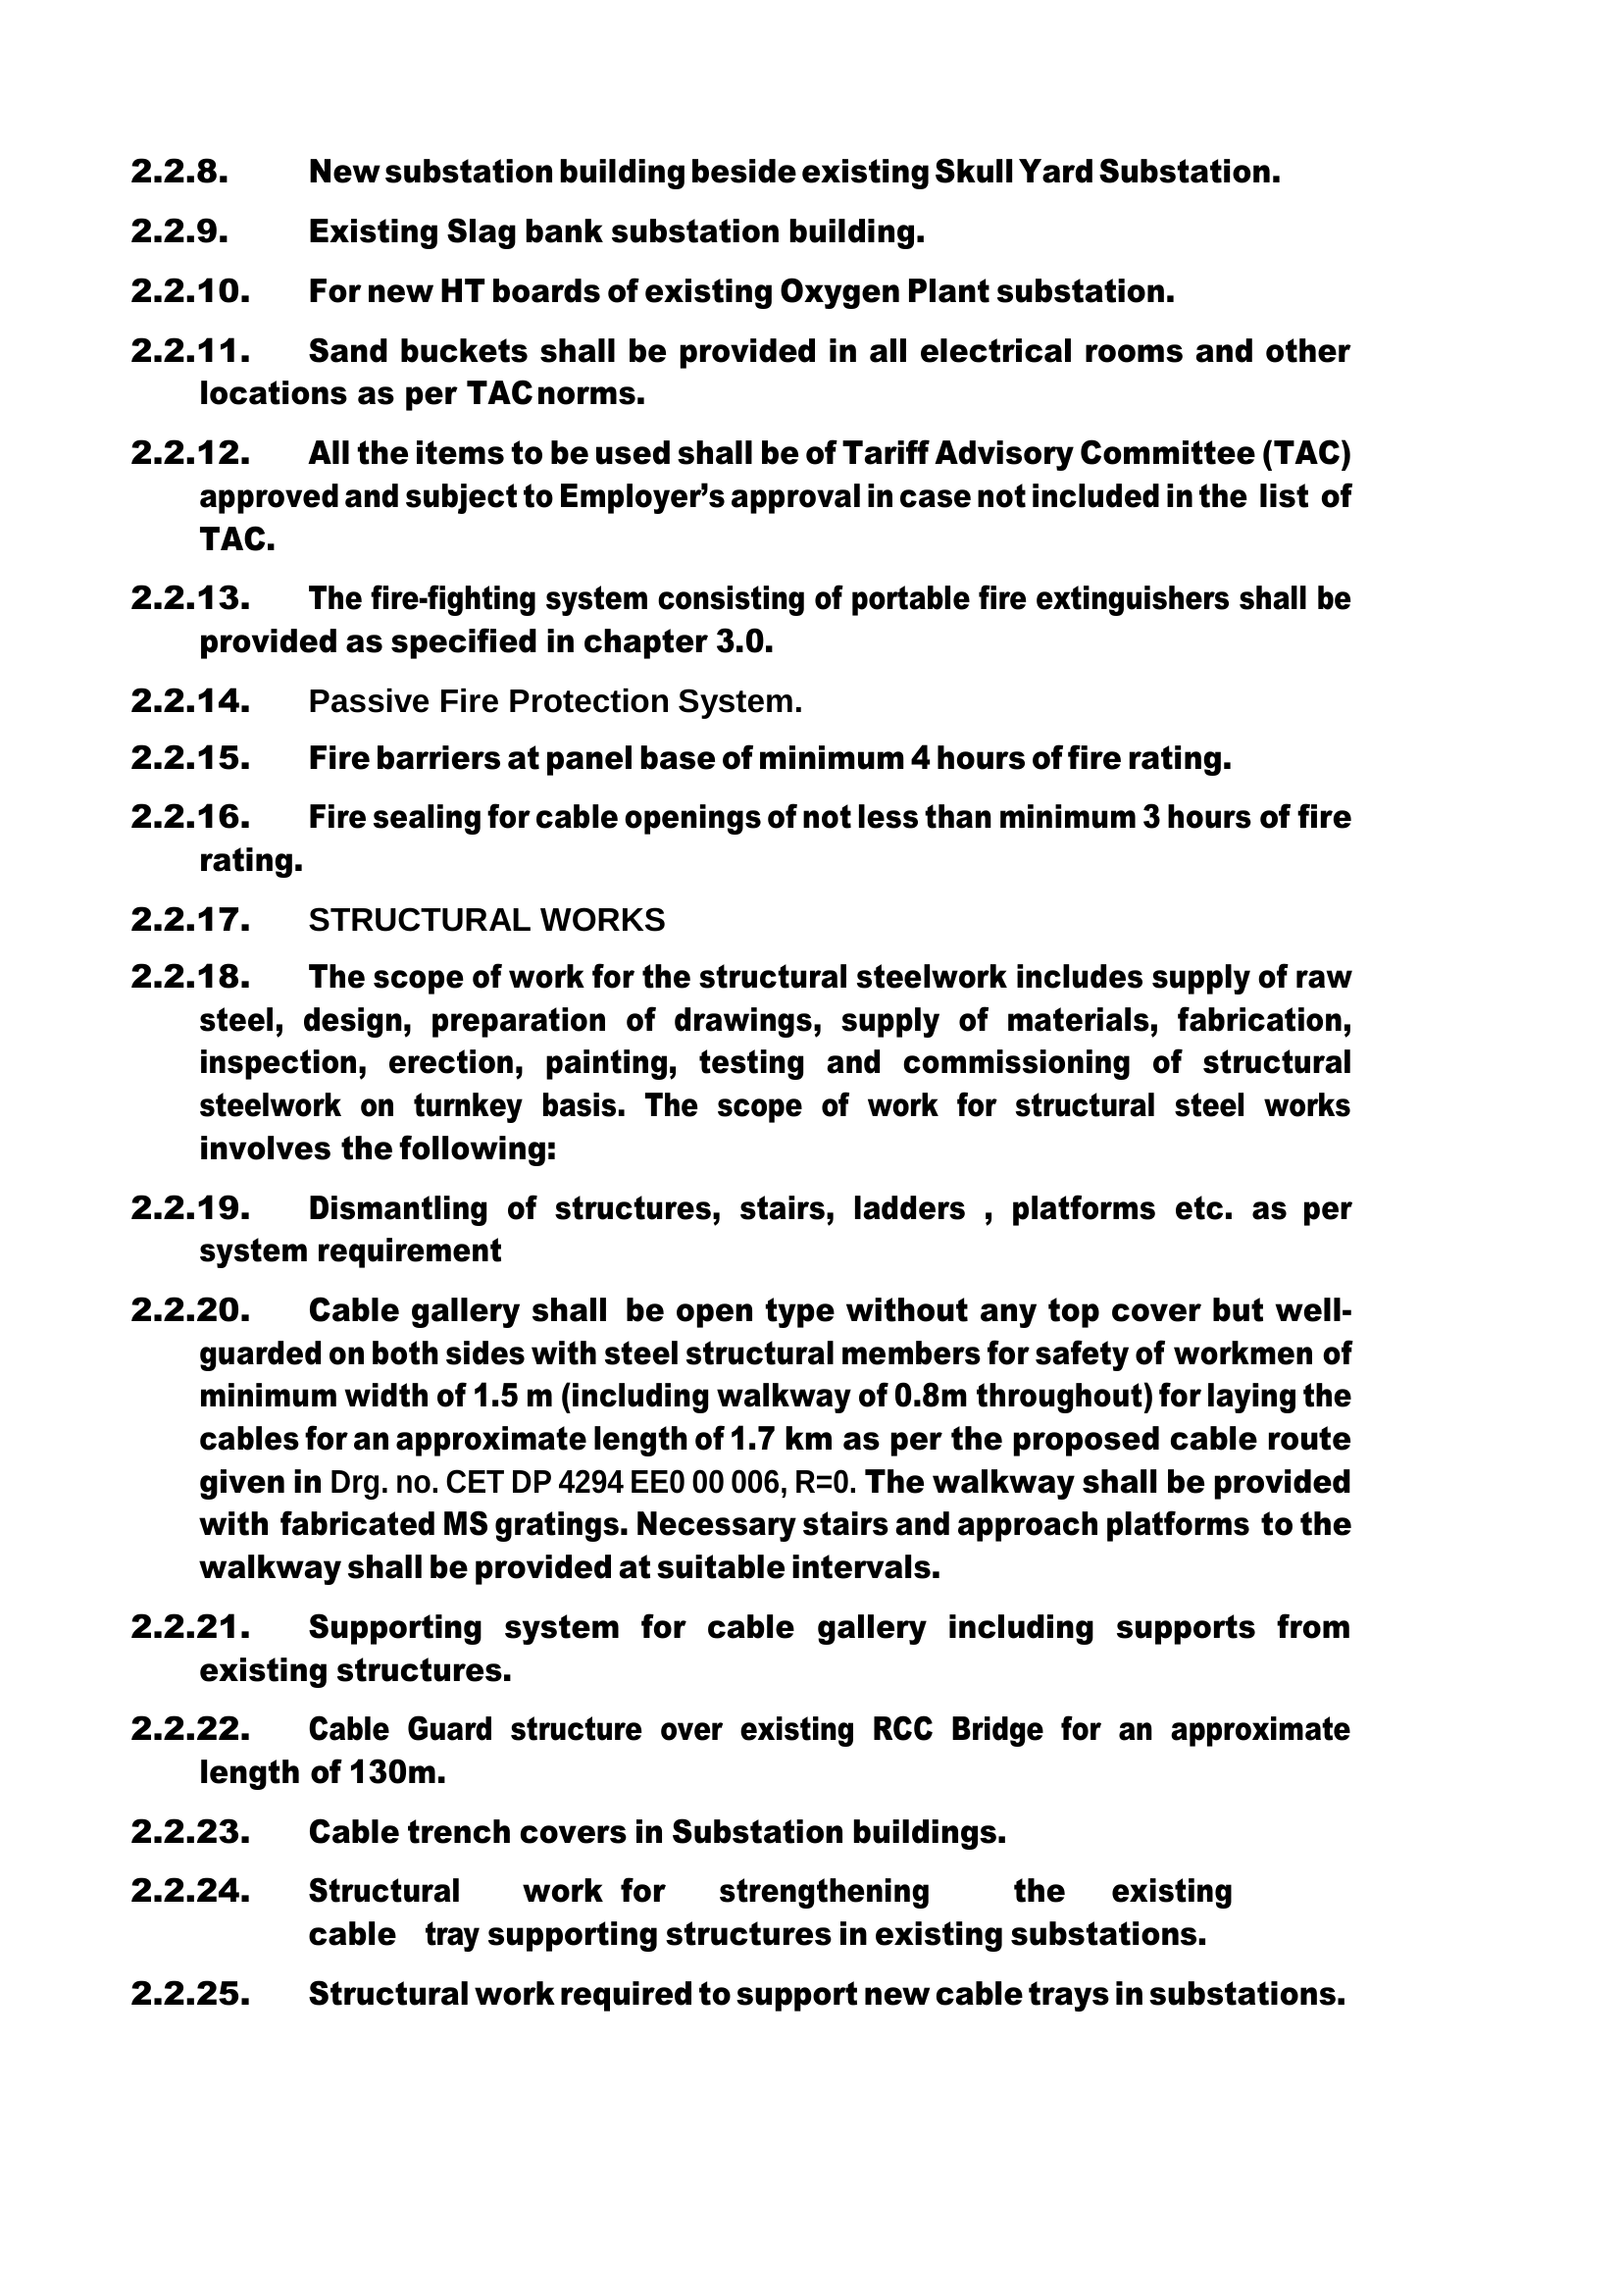 2.2.8. New substation building beside existing Skull Yard Substation.
2.2.9. Existing Slag bank substation building.
2.2.10. For new HT boards of existing Oxygen Plant substation.
2.2.11. Sand buckets shall be provided in all electrical rooms and other
locations as per TAC norms.
2.2.12. All the items to be used shall be of Tariff Advisory Committee (TAC)
approved and subject to Employer’s approval in case not included in the list of
TAC.
2.2.13. The fire-fighting system consisting of portable fire extinguishers shall be
provided as specified in chapter 3.0.
2.2.14. Passive Fire Protection System.
2.2.15. Fire barriers at panel base of minimum 4 hours of fire rating.
2.2.16. Fire sealing for cable openings of not less than minimum 3 hours of fire
rating.
2.2.17. STRUCTURAL WORKS
2.2.18. The scope of work for the structural steelwork includes supply of raw
steel, design, preparation of drawings, supply of materials, fabrication,
inspection, erection, painting, testing and commissioning of structural
steelwork on turnkey basis. The scope of work for structural steel works
involves the following:
2.2.19. Dismantling of structures, stairs, ladders , platforms etc. as per
system requirement
2.2.20. Cable gallery shall be open type without any top cover but well-
guarded on both sides with steel structural members for safety of workmen of
minimum width of 1.5 m (including walkway of 0.8m throughout) for laying the
cables for an approximate length of 1.7 km as per the proposed cable route
given in Drg. no. CET DP 4294 EE0 00 006, R=0. The walkway shall be provided
with fabricated MS gratings. Necessary stairs and approach platforms to the
walkway shall be provided at suitable intervals.
2.2.21. Supporting system for cable gallery including supports from
existing structures.
2.2.22. Cable Guard structure over existing RCC Bridge for an approximate
length of 130m.
2.2.23. Cable trench covers in Substation buildings.
2.2.24. Structural work for strengthening the existing
cable tray supporting structures in existing substations.
2.2.25. Structural work required to support new cable trays in substations.